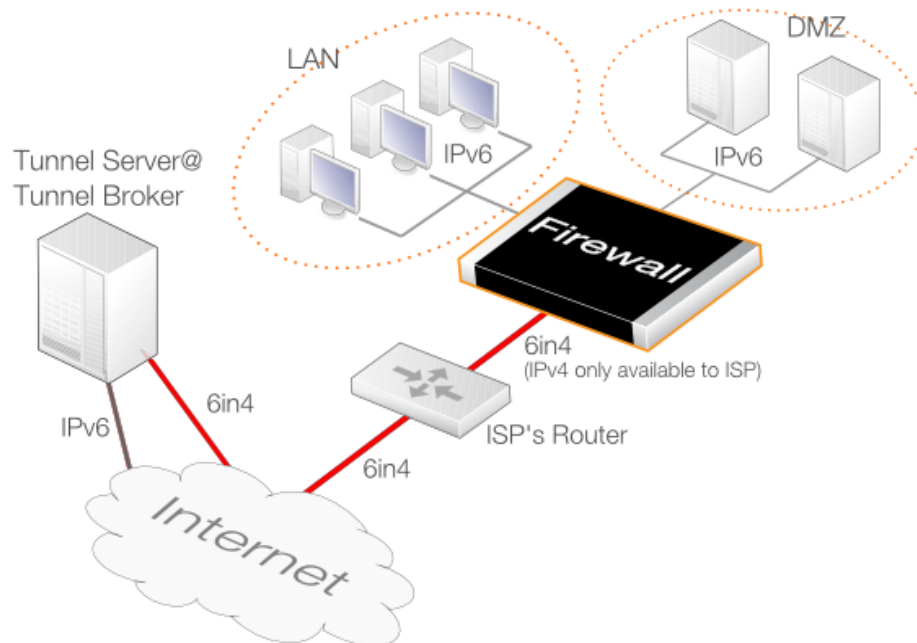 LAN
DMZ
IPv6
IPv6
Tunnel Server@
Tunnel Broker
Firewall
6in4
(IPv4 only available to ISP)
ISP's Router
6in4
IPv6
6in4
Internet